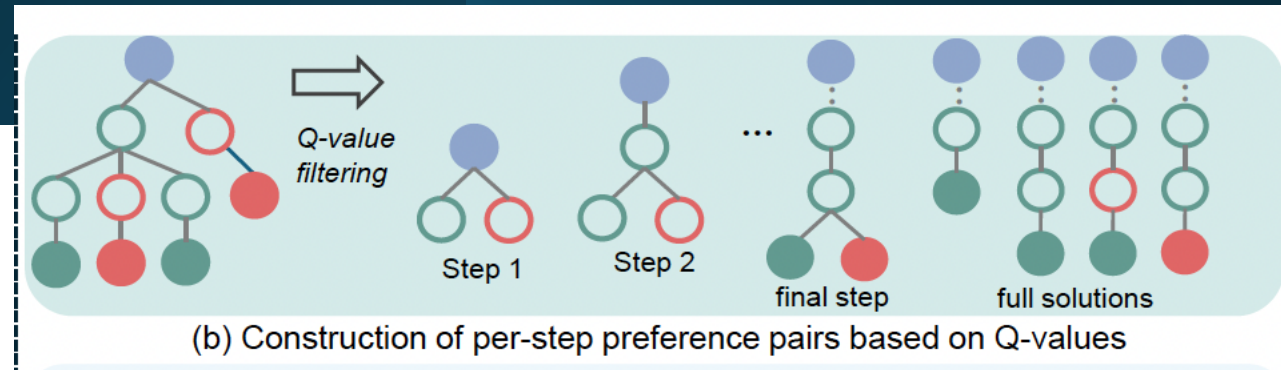 Q-value
filtering
Step 1
Step 2
...
final step
full solutions
(b) Construction of per-step preference pairs based on Q-values